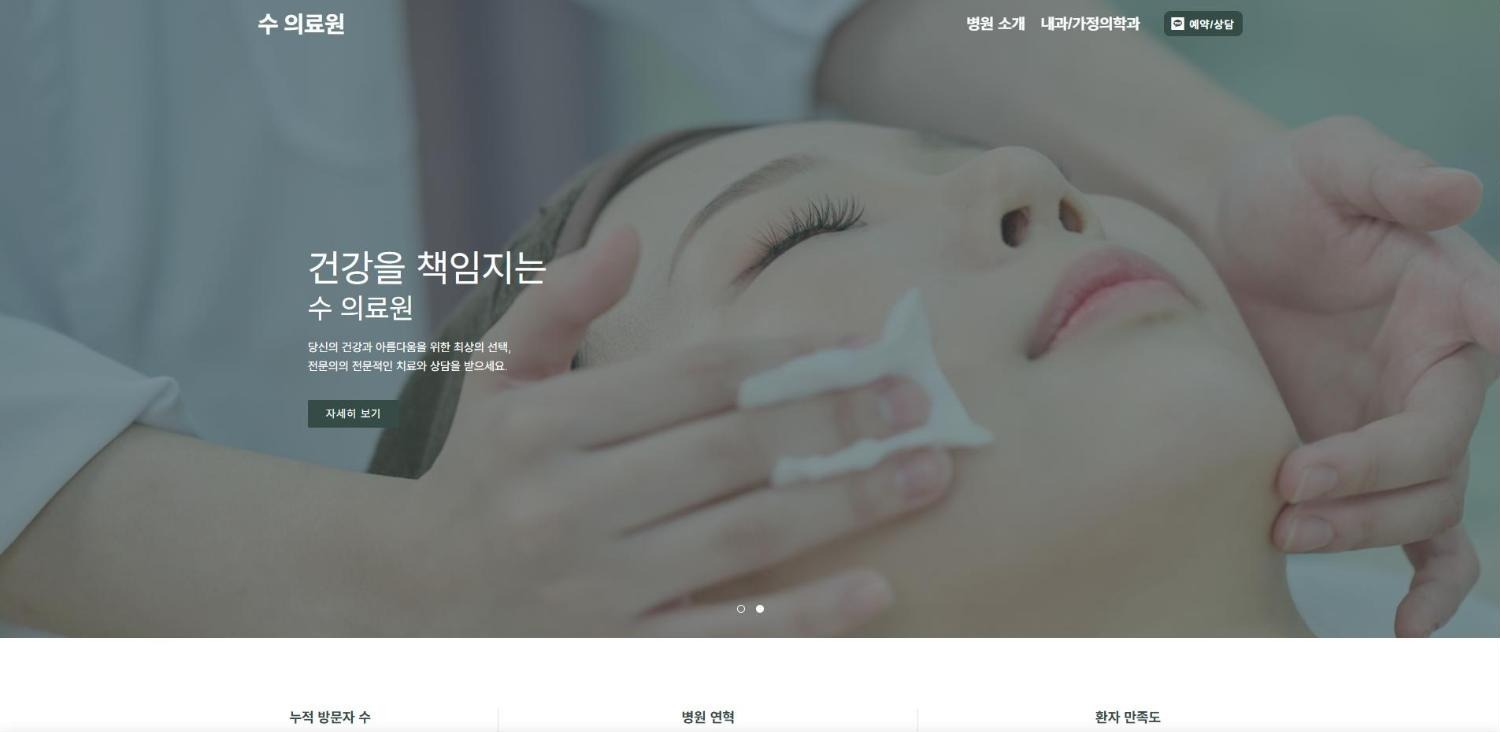 수 의료원
병원 소개
내과/가정의학과
예약/상담
건강을 책임지는
수 의료원
당신의 건강과 아름다움을 위한 최상의 선택,
전문의의 전문적인 치료와 상담을 받으세요.
자세히 보기
누적 방문자 수
병원 연혁
환자 만족도